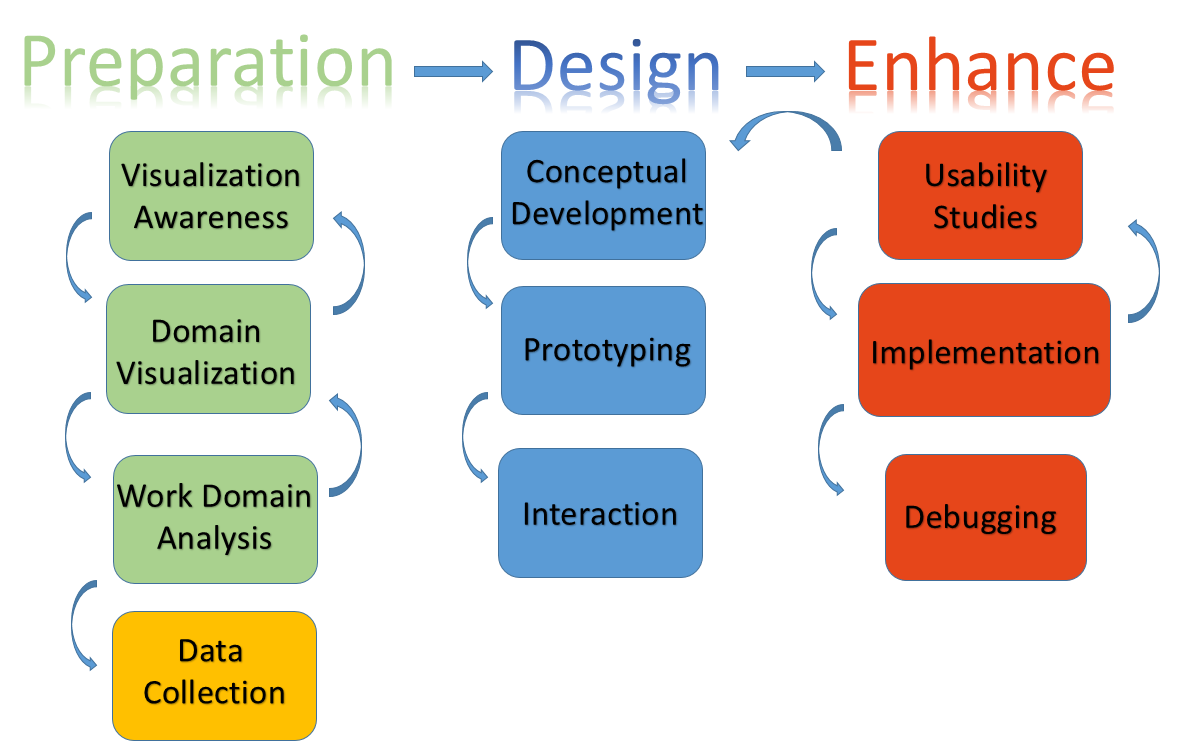 Preparation
Design
Enhance
Visualization
Awareness
Domain
Visualization
Work Domain
Analysis
Data
Collection
Conceptual
Development
Prototyping
Interaction
Usability
Studies
Implementation
Debugging